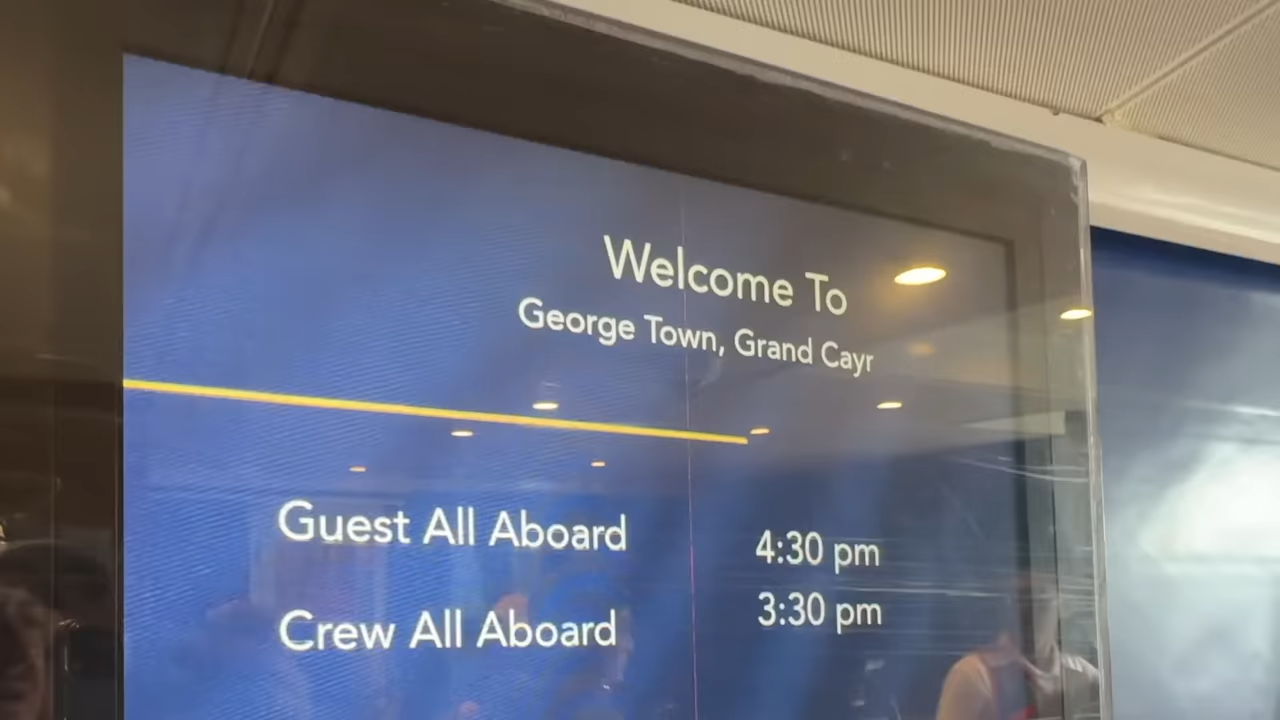 Welcome To
George Town, Grand Cayr
Guest All Aboard 4:30 pm
Crew All Aboard 3:30 pm